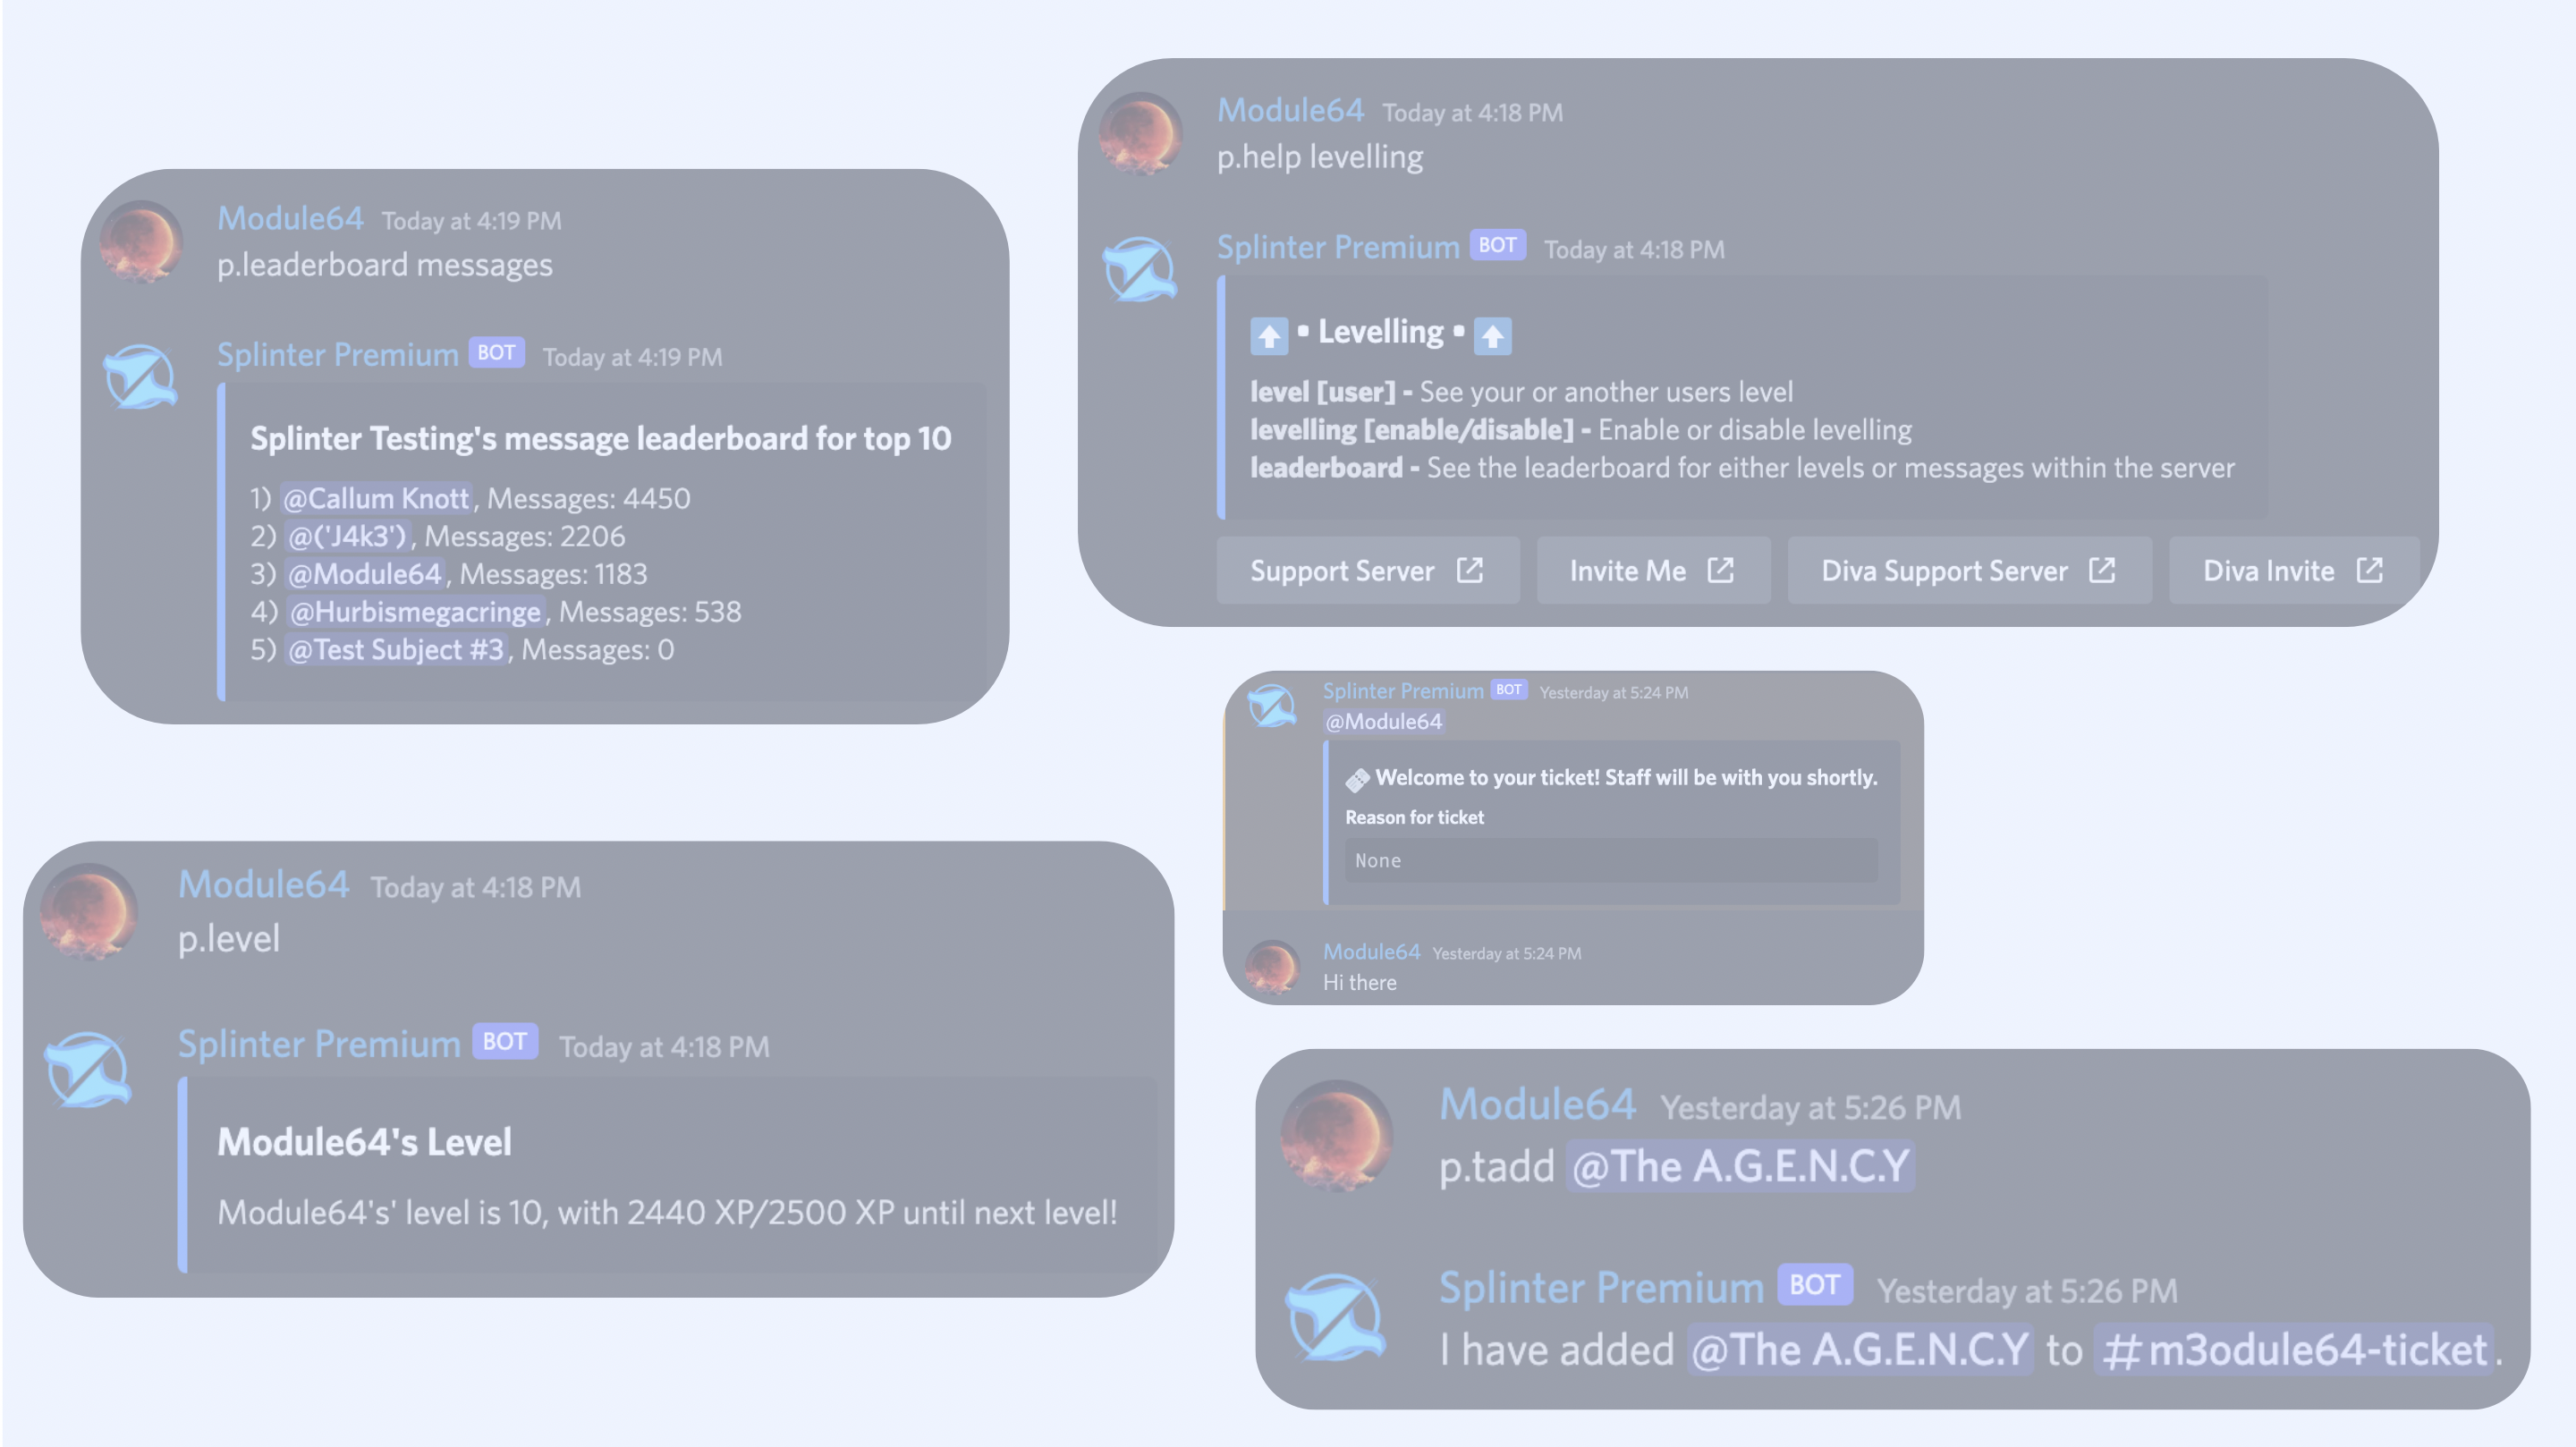 Module64 Today at 4:19 PM
p.leaderboard messages
Splinter Premium BOT Today at 4:19 PM
Splinter Testing's message leaderboard for top 10
1) @Callum Knott, Messages: 4450
2) @('J4k3'), Messages: 2206
3) @Module64, Messages: 1183
4) @Hurbismegacringe, Messages: 538
5) @Test Subject #3, Messages: 0
Module64 Today at 4:18 PM
p.help levelling
Splinter Premium BOT Today at 4:18 PM
• Levelling •
level [user] - See your or another users level
levelling [enable/disable] - Enable or disable levelling
leaderboard - See the leaderboard for either levels or messages within the server
Support Server Invite Me Diva Support Server Diva Invite
Splinter Premium BOT Yesterday at 5:24 PM
@Module64
Welcome to your ticket! Staff will be with you shortly.
Reason for ticket
None
Module64 Yesterday at 5:24 PM
Hi there
Module64 Today at 4:18 PM
p.level
Splinter Premium BOT Today at 4:18 PM
Module64's Level
Module64's' level is 10, with 2440 XP/2500 XP until next level!
Module64 Yesterday at 5:26 PM
p.tadd @The A.G.E.N.C.Y
Splinter Premium BOT Yesterday at 5:26 PM
I have added @The A.G.E.N.C.Y to #m3odule64-ticket.